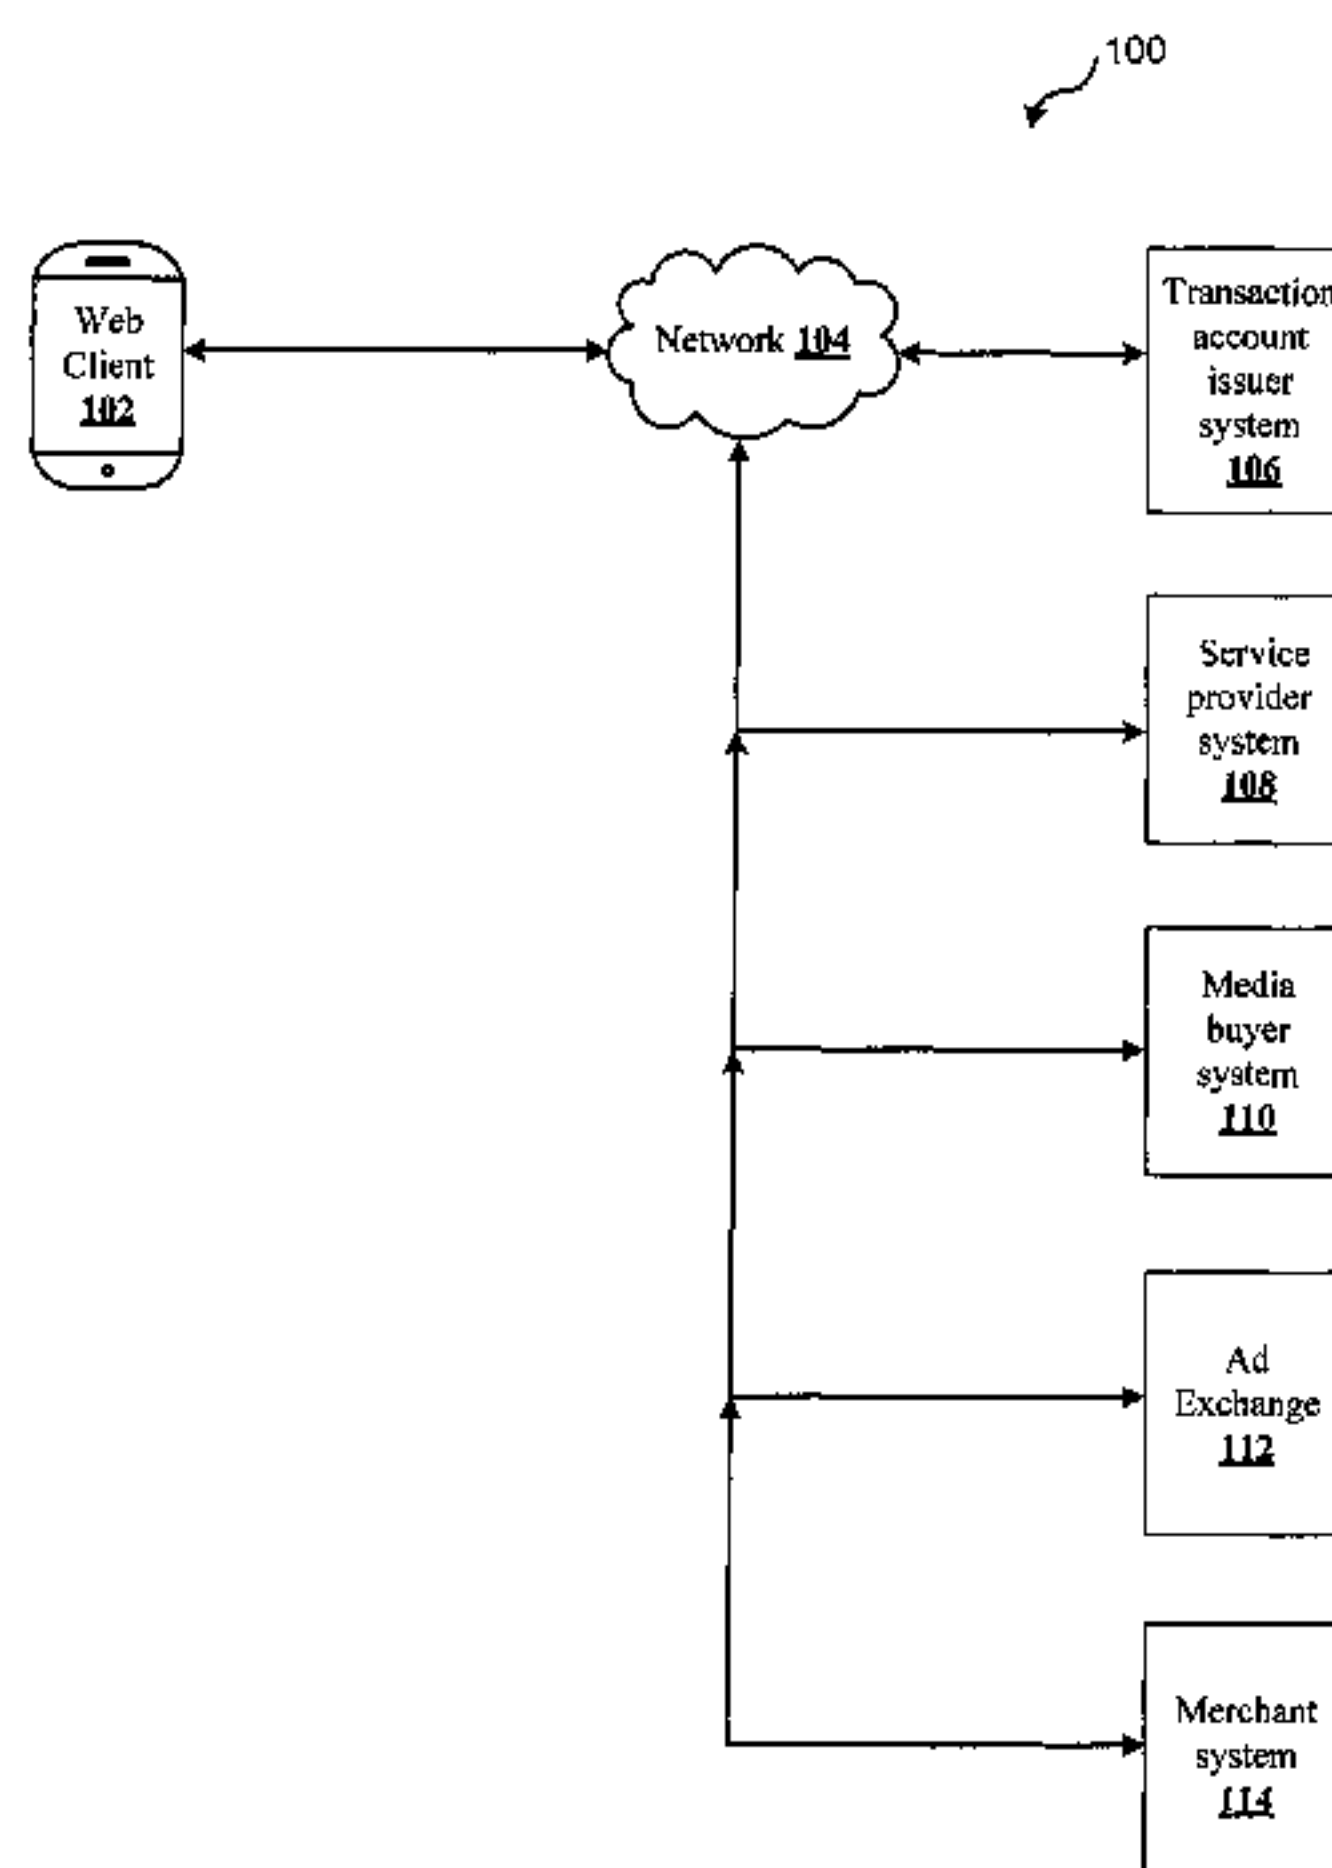 100
Web
Client
102
Network 104
Transaction
account
issuer
system
106
Service
provider
system
108
Media
buyer
system
110
Ad
Exchange
112
Merchant
system
114